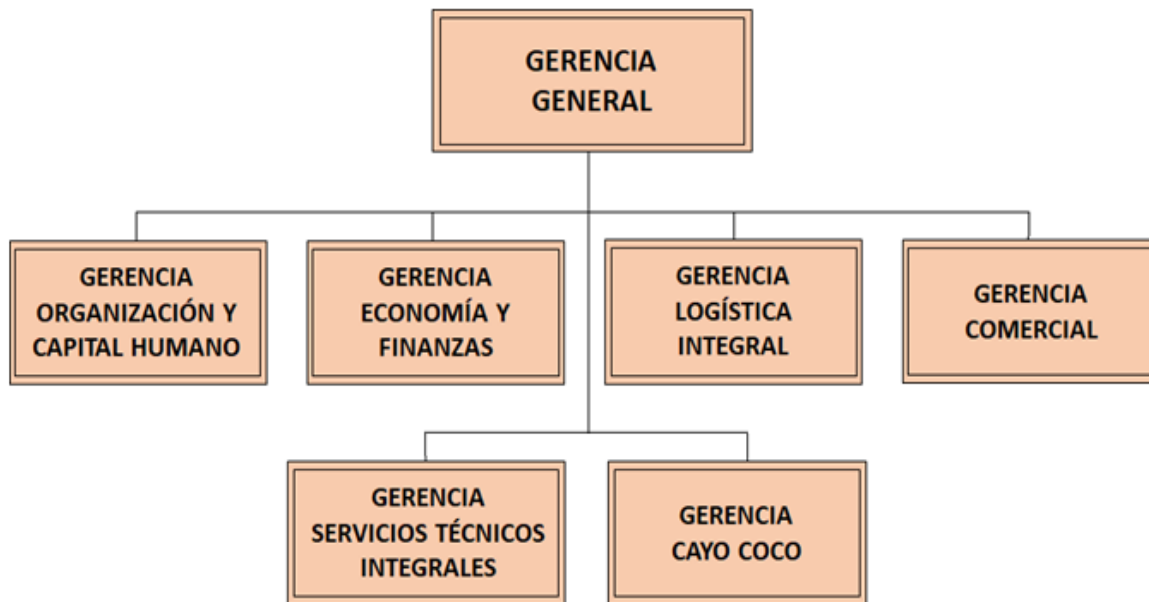 GERENCIA
GENERAL
GERENCIA
ORGANIZACIÓN Y
CAPITAL HUMANO
GERENCIA
ECONOMÍA Y
FINANZAS
GERENCIA
LOGÍSTICA
INTEGRAL
GERENCIA
COMERCIAL
GERENCIA
SERVICIOS TÉCNICOS
INTEGRALES
GERENCIA
CAYO COCO